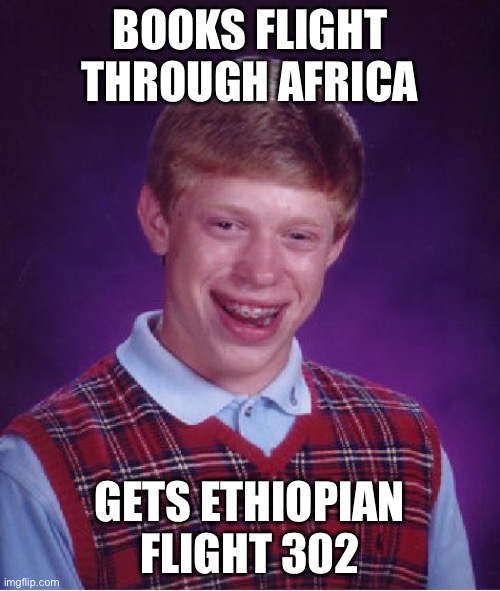 BOOKS FLIGHT
THROUGH AFRICA
GETS ETHIOPIAN
FLIGHT 302
imgflip.com